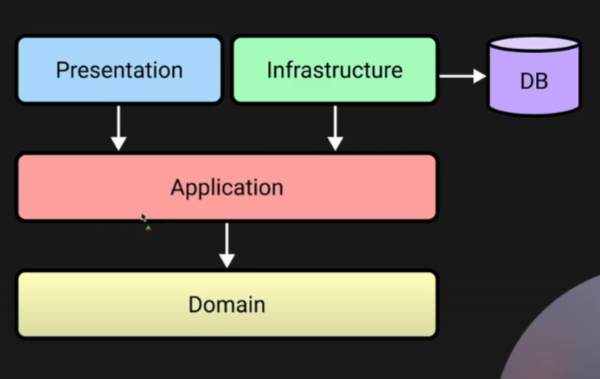 Presentation
Infrastructure
DB
Application
Domain